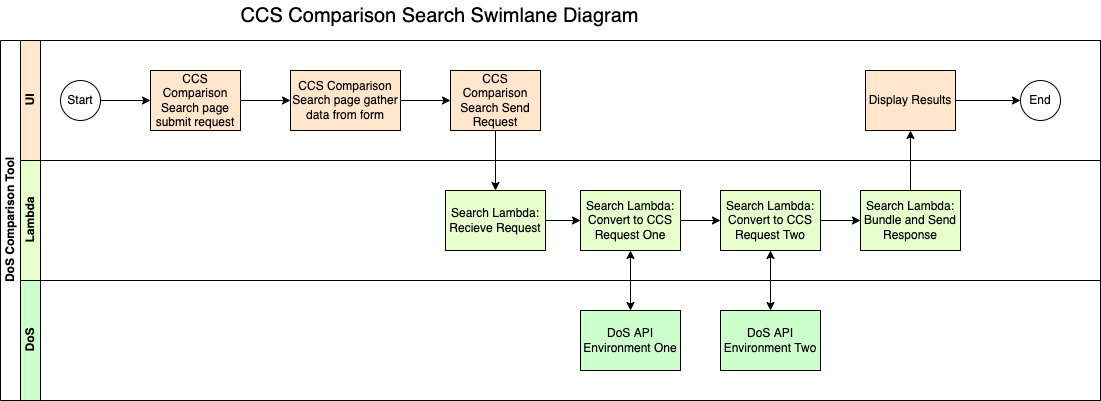 CCS Comparison Search Swimlane Diagram
DoS Comparison Tool
UI
Start
CCS
Comparison
Search page
submit request
CCS Comparison
Search page gather
data from form
CCS
Comparison
Search Send
Request
Display Results
End
Lambda
Search Lambda:
Recieve Request
Search Lambda:
Convert to CCS
Request One
Search Lambda:
Convert to CCS
Request Two
Search Lambda:
Bundle and Send
Response
DoS
DoS API
Environment One
DoS API
Environment Two